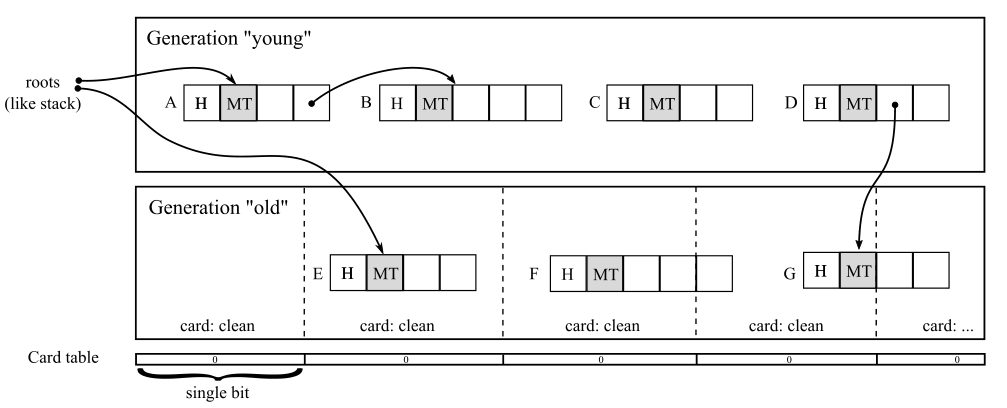 Generation "young"
roots
(like stack)
A H MT
B H MT
C H MT
D H MT
Generation "old"
E H MT
F H MT
G H MT
card: clean
card: clean
card: clean
card: clean
card: ...
Card table
0 0 0 0 0
single bit